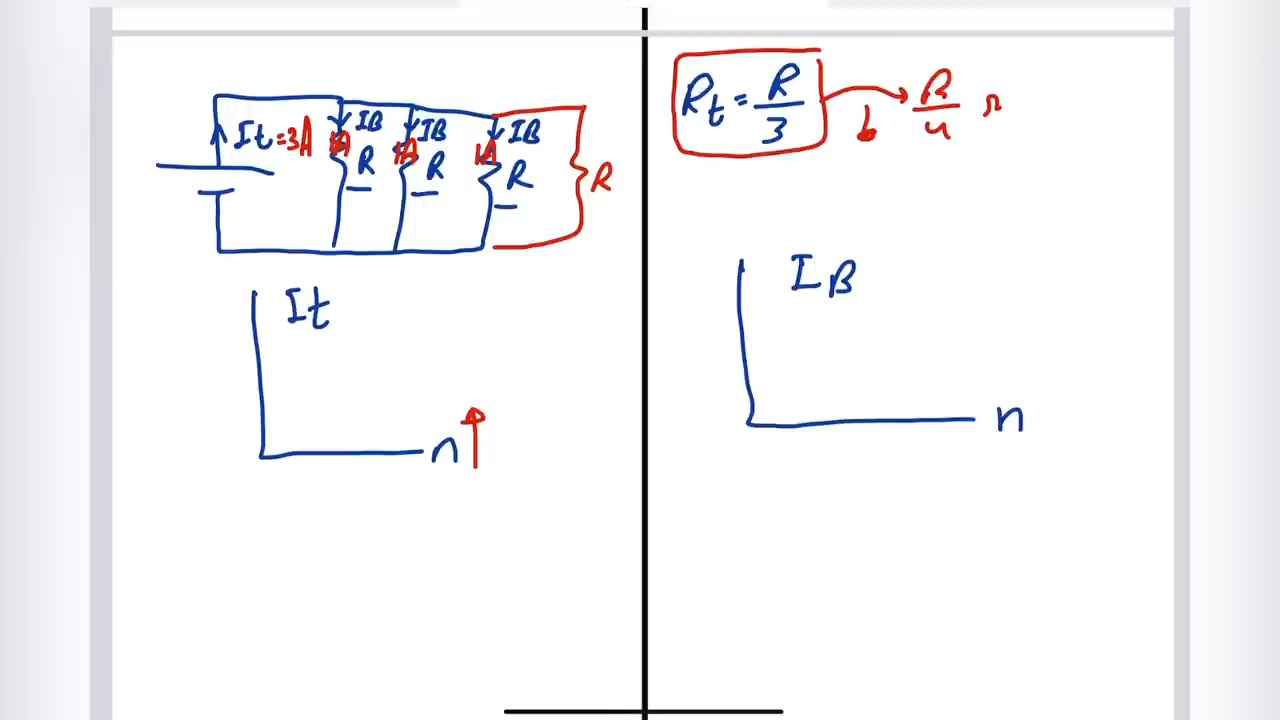 It = 3A
1A
IB
R
1A
IB
R
1A
IB
R
R
It
n
Rt = R/3
R/4
IB
n